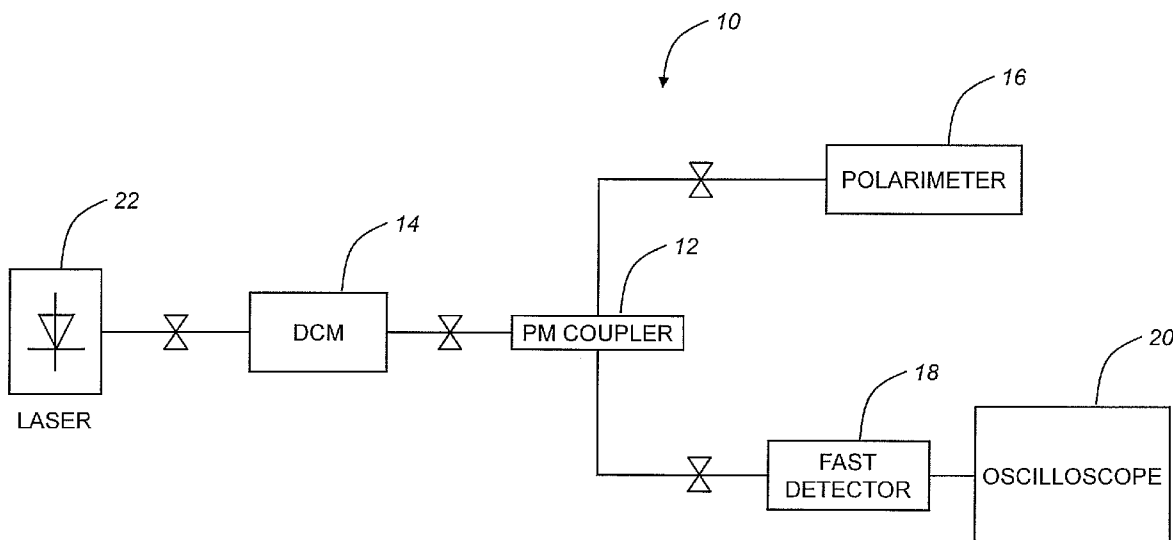 10
16
POLARIMETER
22
14
12
LASER
DCM
PM COUPLER
18
20
FAST
DETECTOR
OSCILLOSCOPE